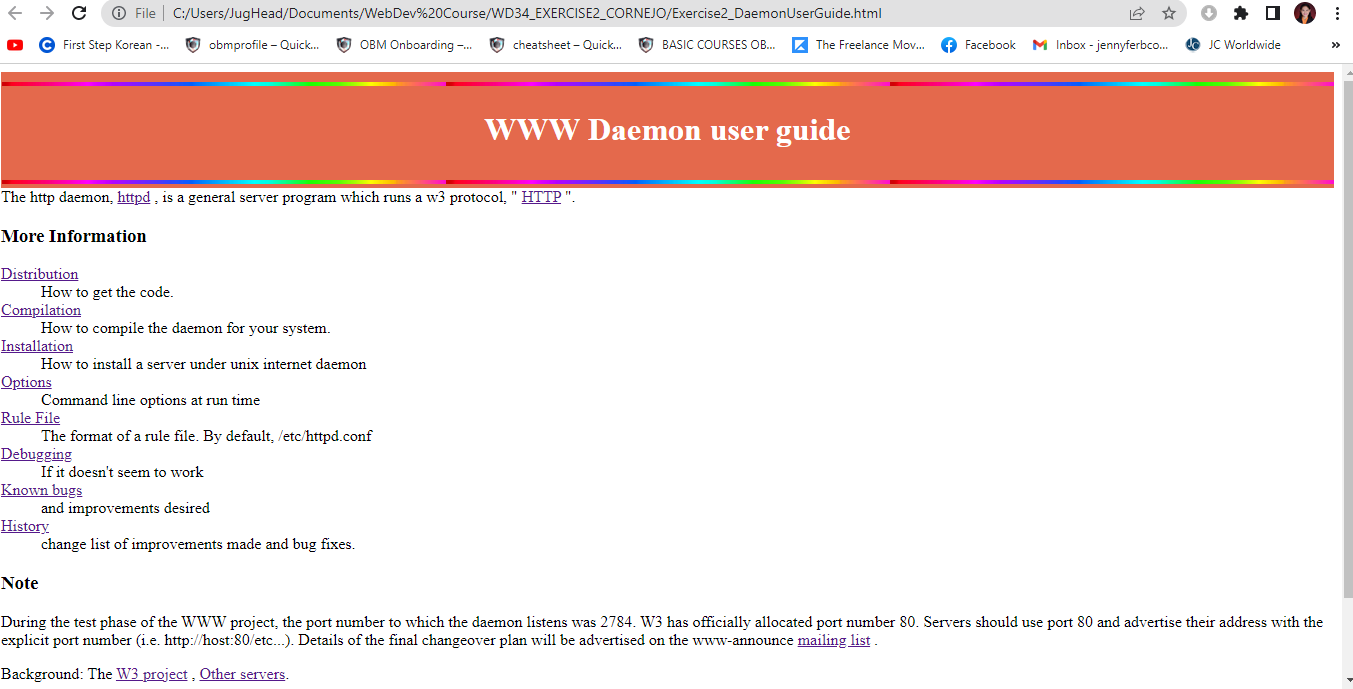 File C:/Users/JugHead/Documents/WebDev%20Course/WD34_EXERCISE2_CORNEJO/Exercise2_DaemonUserGuide.html
First Step Korean -... obmprofile – Quick... OBM Onboarding –... cheatsheet – Quick... BASIC COURSES OB... The Freelance Mov... Facebook Inbox - jennyferbco... JC Worldwide »
WWW Daemon user guide
The http daemon, httpd , is a general server program which runs a w3 protocol, " HTTP ".
More Information
Distribution
How to get the code.
Compilation
How to compile the daemon for your system.
Installation
How to install a server under unix internet daemon
Options
Command line options at run time
Rule File
The format of a rule file. By default, /etc/httpd.conf
Debugging
If it doesn't seem to work
Known bugs
and improvements desired
History
change list of improvements made and bug fixes.
Note
During the test phase of the WWW project, the port number to which the daemon listens was 2784. W3 has officially allocated port number 80. Servers should use port 80 and advertise their address with the
explicit port number (i.e. http://host:80/etc...). Details of the final changeover plan will be advertised on the www-announce mailing list .
Background: The W3 project , Other servers.